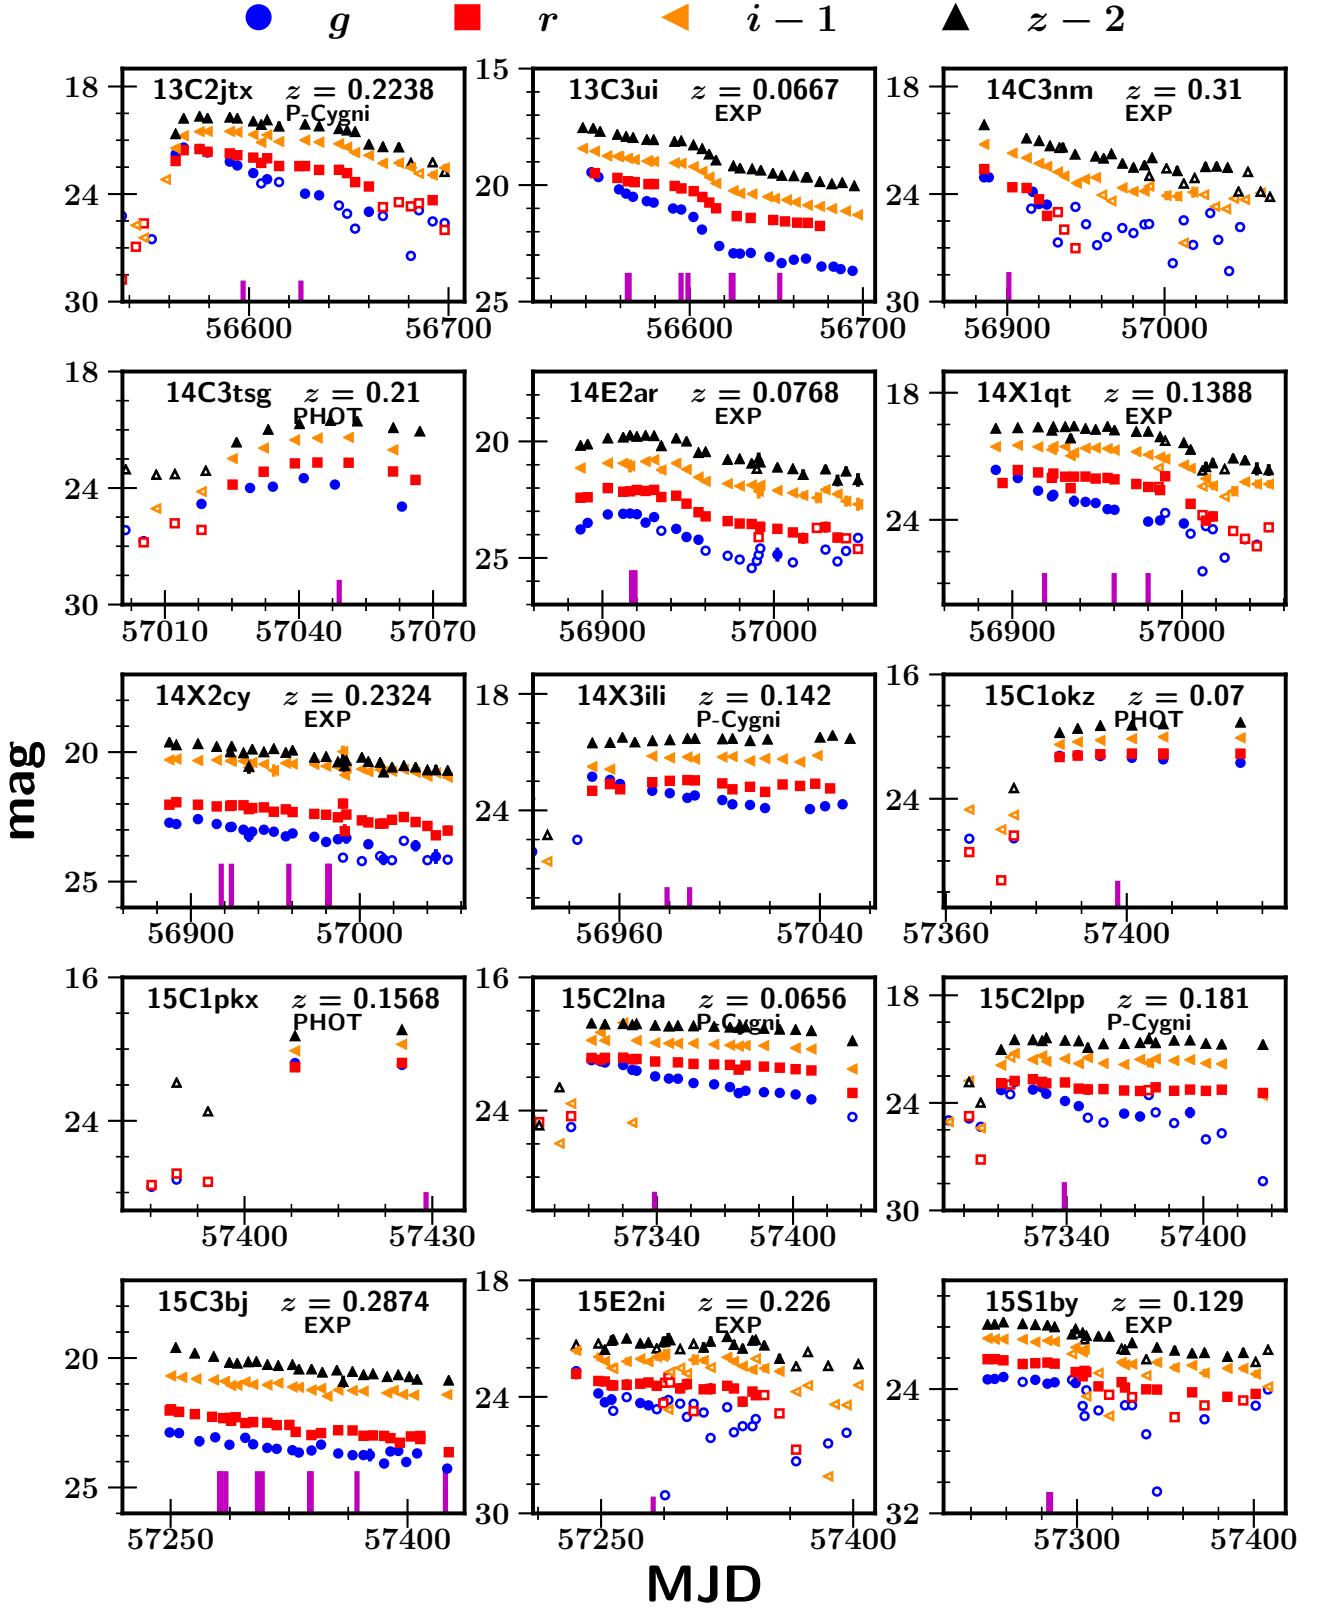 g r i − 1 z − 2
13C2jtx z = 0.2238
P-Cygni
18
24
30
56600 56700
13C3ui z = 0.0667
EXP
15
20
25
56600 56700
14C3nm z = 0.31
EXP
18
24
30
56900 57000
14C3tsg z = 0.21
PHOT
18
24
30
57010 57040 57070
14E2ar z = 0.0768
EXP
20
25
56900 57000
14X1qt z = 0.1388
EXP
18
24
56900 57000
14X2cy z = 0.2324
EXP
20
25
56900 57000
14X3ili z = 0.142
P-Cygni
18
24
56960 57040
15C1okz z = 0.07
PHOT
16
24
57360 57400
mag
15C1pkx z = 0.1568
PHOT
16
24
57400 57430
15C2lna z = 0.0656
P-Cygni
16
24
57340 57400
15C2lpp z = 0.181
P-Cygni
18
24
30
57340 57400
15C3bj z = 0.2874
EXP
20
25
57250 57400
15E2ni z = 0.226
EXP
18
24
30
57250 57400
15S1by z = 0.129
EXP
24
32
57300 57400
MJD